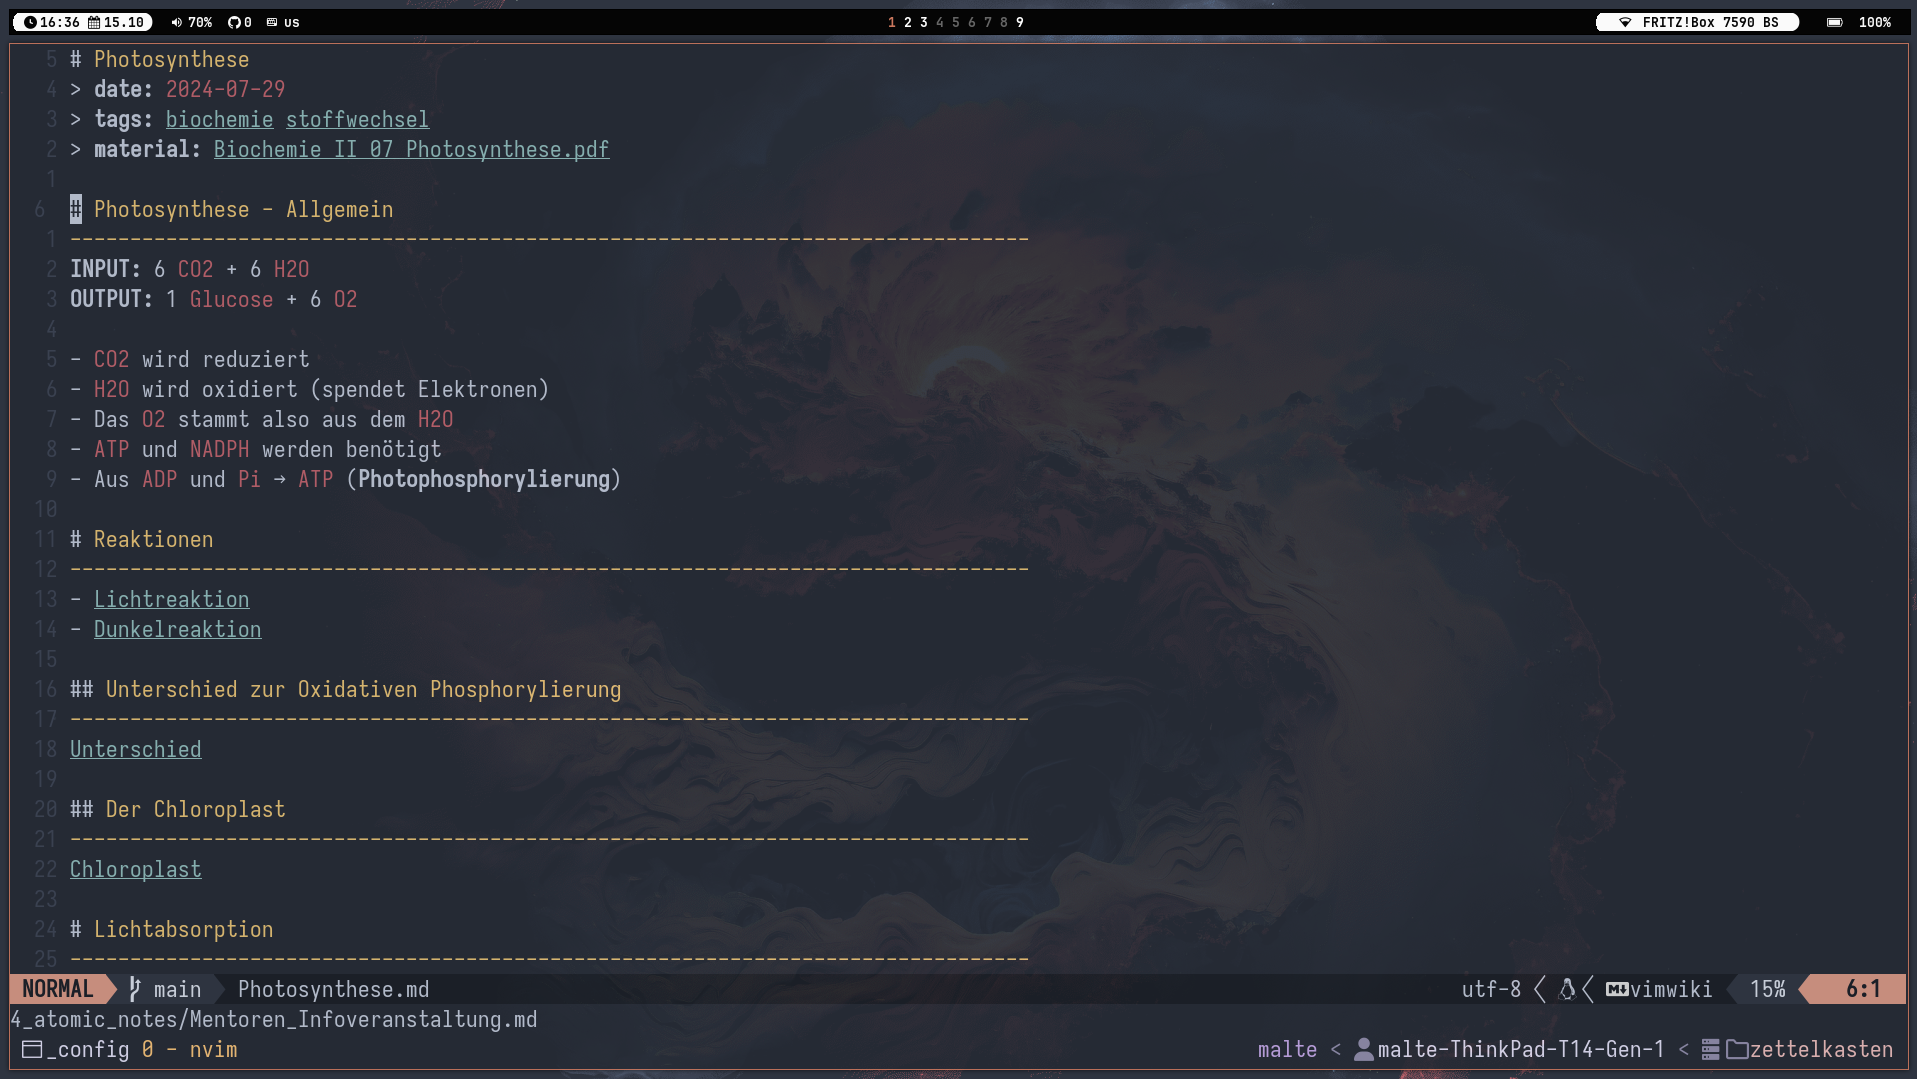 16:36 15.10 70% 0 US 1 2 3 4 5 6 7 8 9 FRITZ!Box 7590 BS 100%
5 # Photosynthese
4 > date: 2024-07-29
3 > tags: biochemie stoffwechsel
2 > material: Biochemie II 07 Photosynthese.pdf
1
6 # Photosynthese - Allgemein
1 --------------------------------------------------------------------------------
2 INPUT: 6 CO2 + 6 H2O
3 OUTPUT: 1 Glucose + 6 O2
4
5 - CO2 wird reduziert
6 - H2O wird oxidiert (spendet Elektronen)
7 - Das O2 stammt also aus dem H2O
8 - ATP und NADPH werden benötigt
9 - Aus ADP und Pi → ATP (Photophosphorylierung)
10
11 # Reaktionen
12 --------------------------------------------------------------------------------
13 - Lichtreaktion
14 - Dunkelreaktion
15
16 ## Unterschied zur Oxidativen Phosphorylierung
17 --------------------------------------------------------------------------------
18 Unterschied
19
20 ## Der Chloroplast
21 --------------------------------------------------------------------------------
22 Chloroplast
23
24 # Lichtabsorption
25 --------------------------------------------------------------------------------
NORMAL main Photosynthese.md utf-8 vimwiki 15% 6:1
4_atomic_notes/Mentoren_Infoveranstaltung.md
_config 0 - nvim malte < malte-ThinkPad-T14-Gen-1 < zettelkasten